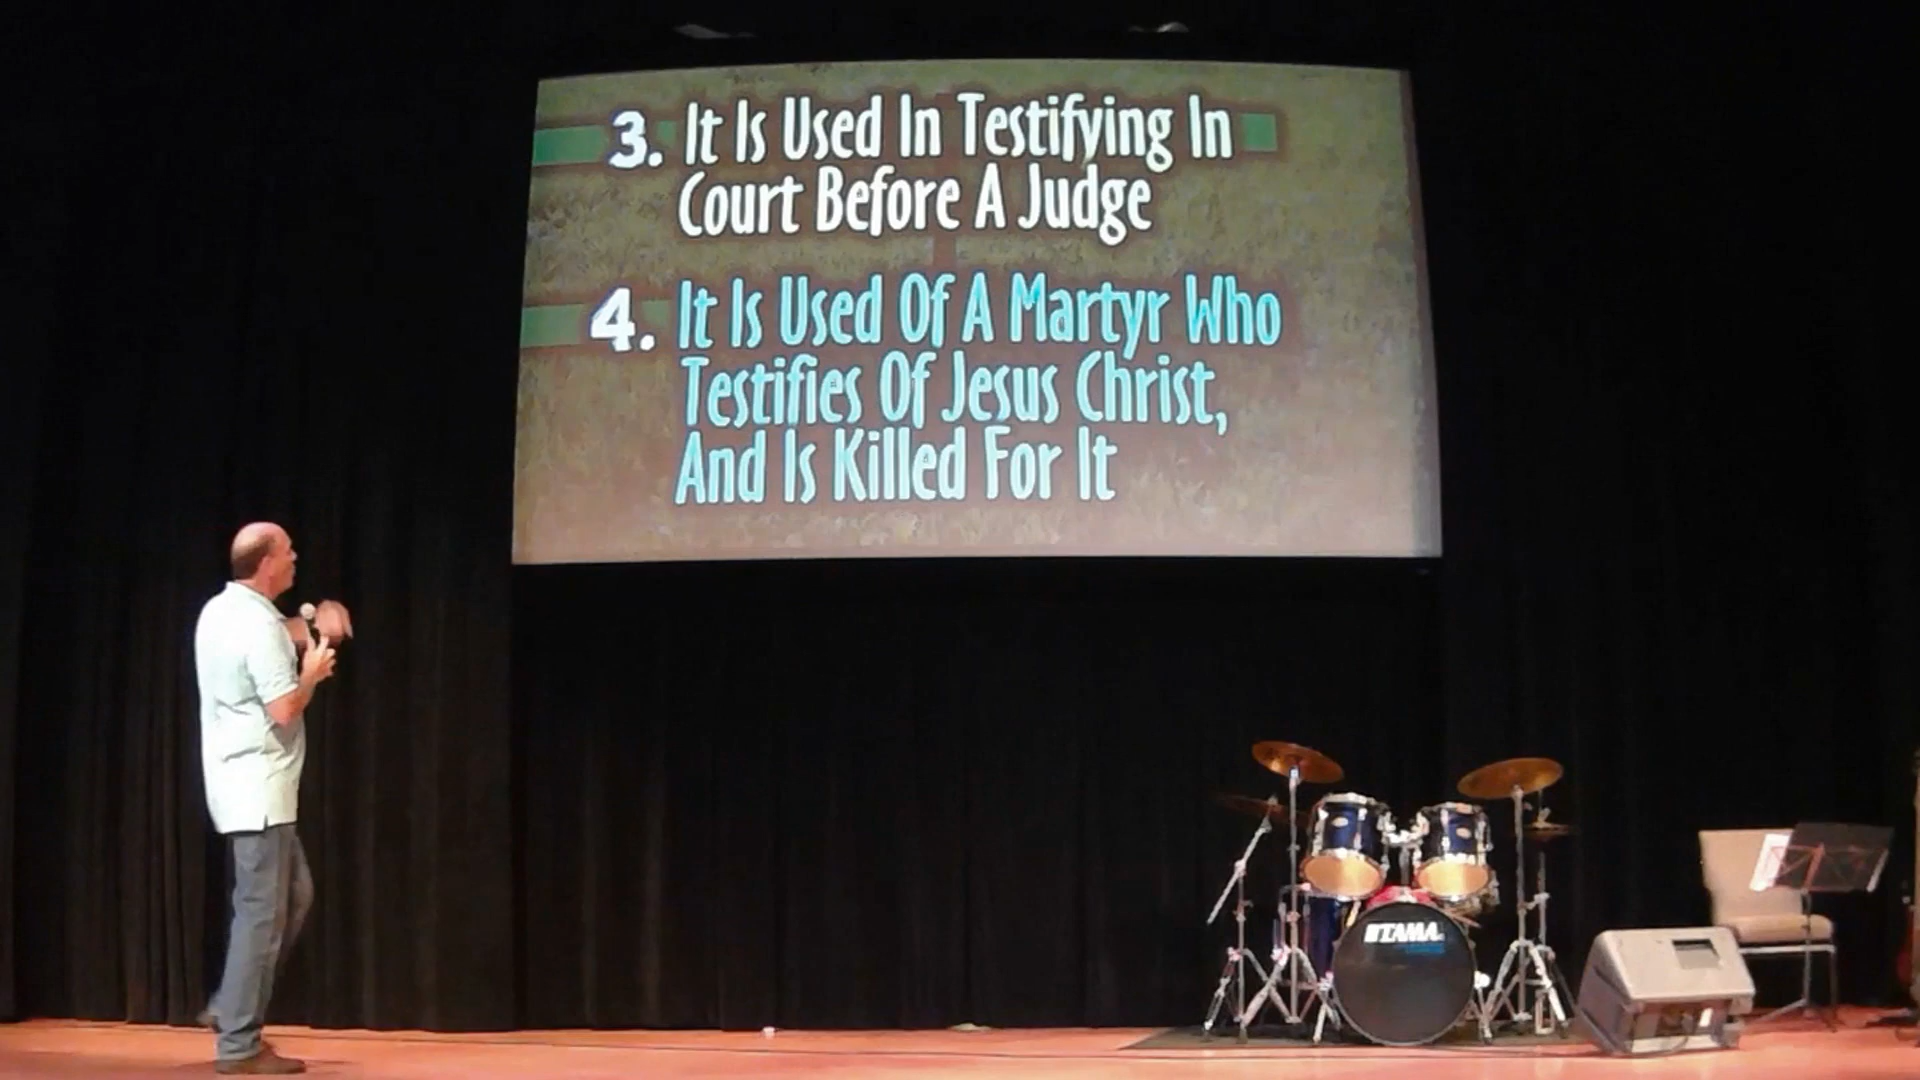 3. It Is Used In Testifying In
Court Before A Judge
4. It Is Used Of A Martyr Who
Testifies Of Jesus Christ,
And Is Killed For It
TAMA